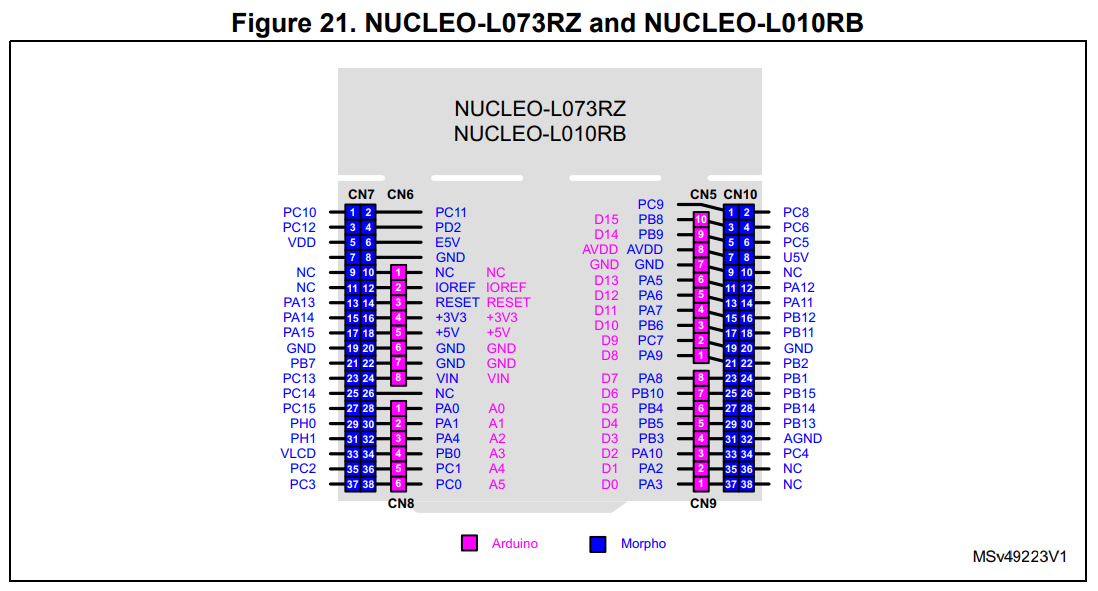 Figure 21. NUCLEO-L073RZ and NUCLEO-L010RB
NUCLEO-L073RZ
NUCLEO-L010RB
CN7 CN6 CN5 CN10
PC9
PC10 1 2 PC11 D15 PB8 10 1 2 PC8
PC12 3 4 PD2 D14 PB9 9 3 4 PC6
VDD 5 6 E5V AVDD AVDD 8 5 6 PC5
7 8 GND GND GND 7 7 8 U5V
NC 9 10 1 NC NC D13 PA5 6 9 10 NC
NC 11 12 2 IOREF IOREF D12 PA6 5 11 12 PA12
PA13 13 14 3 RESET RESET D11 PA7 4 13 14 PA11
PA14 15 16 4 +3V3 +3V3 D10 PB6 3 15 16 PB12
PA15 17 18 5 +5V +5V D9 PC7 2 17 18 PB11
GND 19 20 6 GND GND D8 PA9 1 19 20 GND
PB7 21 22 7 GND GND 21 22 PB2
PC13 23 24 8 VIN VIN D7 PA8 8 23 24 PB1
PC14 25 26 NC D6 PB10 7 25 26 PB15
PC15 27 28 1 PA0 A0 D5 PB4 6 27 28 PB14
PH0 29 30 2 PA1 A1 D4 PB5 5 29 30 PB13
PH1 31 32 3 PA4 A2 D3 PB3 4 31 32 AGND
VLCD 33 34 4 PB0 A3 D2 PA10 3 33 34 PC4
PC2 35 36 5 PC1 A4 D1 PA2 2 35 36 NC
PC3 37 38 6 PC0 A5 D0 PA3 1 37 38 NC
CN8 CN9
Arduino Morpho
MSv49223V1